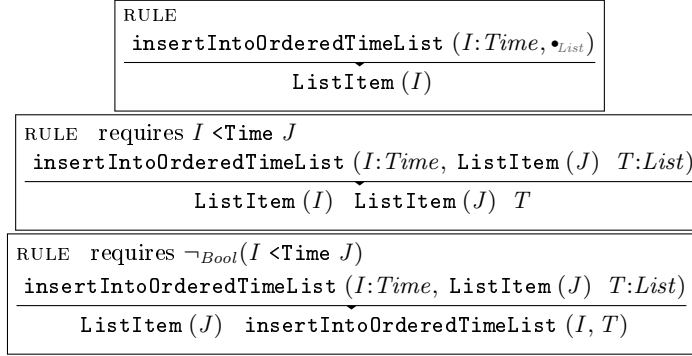 RULE
insertIntoOrderedTimeList (I:Time, •List)
ListItem (I)
RULE requires I <Time J
insertIntoOrderedTimeList (I:Time, ListItem (J) T:List)
ListItem (I) ListItem (J) T
RULE requires ¬Bool(I <Time J)
insertIntoOrderedTimeList (I:Time, ListItem (J) T:List)
ListItem (J) insertIntoOrderedTimeList (I, T)